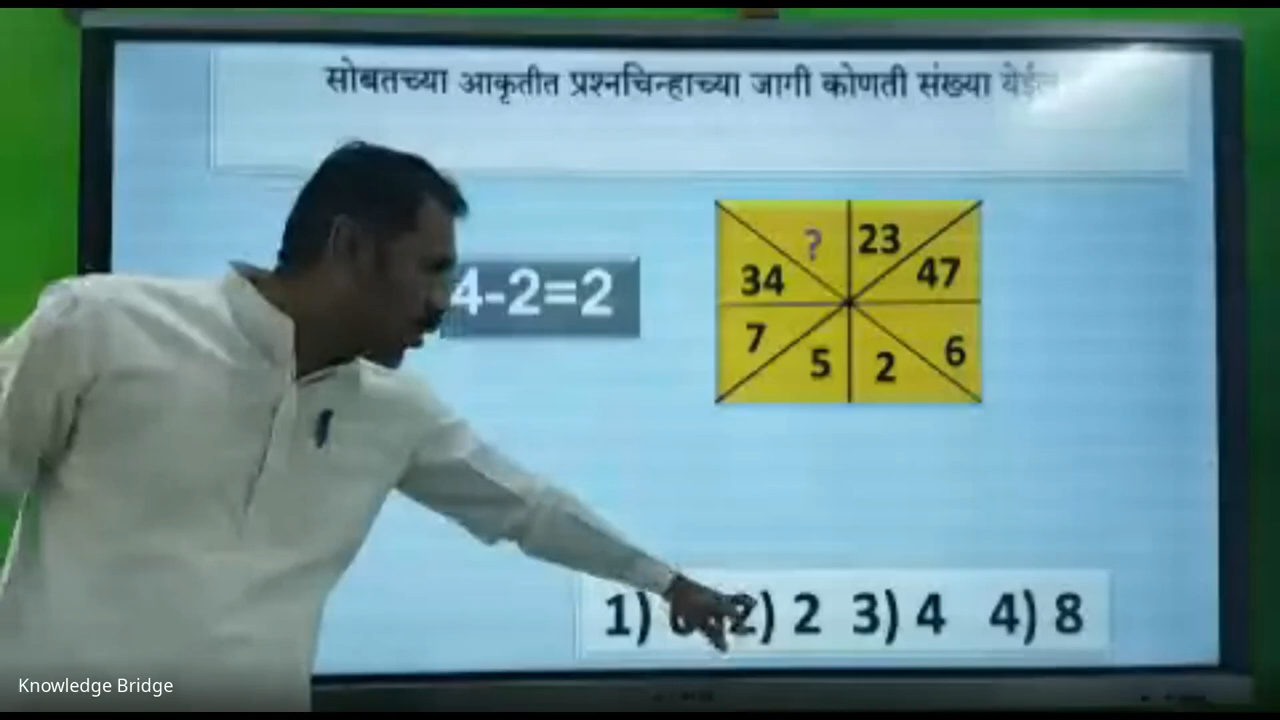 सोबतच्या आकृतीत प्रश्नचिन्हाच्या जागी कोणती संख्या
4-2=2
? 23
34 47
7 6
5 2
1) 2) 2 3) 4 4) 8
Knowledge Bridge